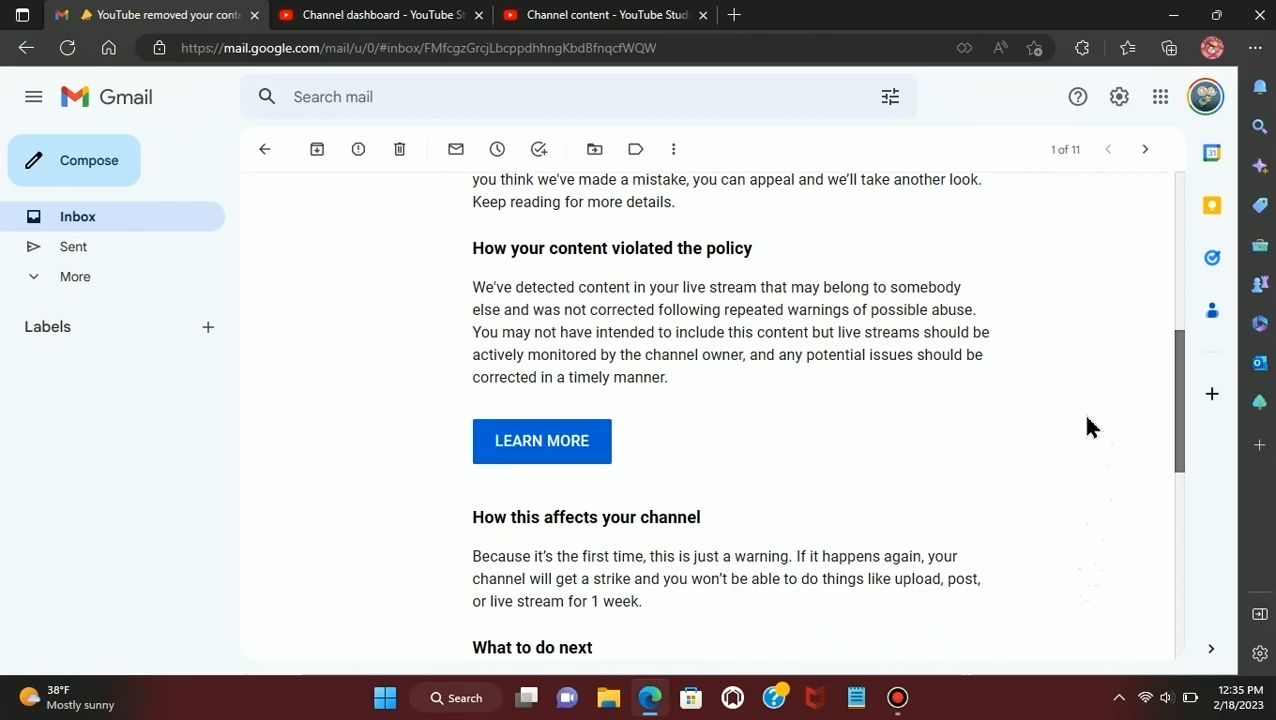 YouTube removed your conte
Channel dashboard - YouTube St
Channel content - YouTube Studi
https://mail.google.com/mail/u/0/#inbox/FMfcgzGrcjLbcppdhhngKbdBfnqcfWQW
Gmail
Search mail
Compose
1 of 11
Inbox
Sent
More
Labels
you think we've made a mistake, you can appeal and we'll take another look.
Keep reading for more details.
How your content violated the policy
We've detected content in your live stream that may belong to somebody
else and was not corrected following repeated warnings of possible abuse.
You may not have intended to include this content but live streams should be
actively monitored by the channel owner, and any potential issues should be
corrected in a timely manner.
LEARN MORE
How this affects your channel
Because it's the first time, this is just a warning. If it happens again, your
channel will get a strike and you won't be able to do things like upload, post,
or live stream for 1 week.
What to do next
38°F
Mostly sunny
Search
12:35 PM
2/18/2023